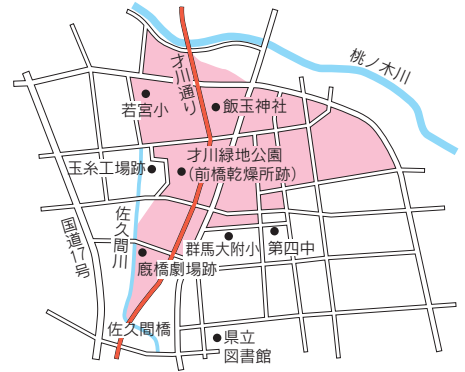 桃ノ木川
才川通り
若宮小
飯玉神社
玉糸工場跡
才川緑地公園
(前橋乾燥所跡)
国道17号
佐久間川
群馬大附小
第四中
厩橋劇場跡
佐久間橋
県立
図書館